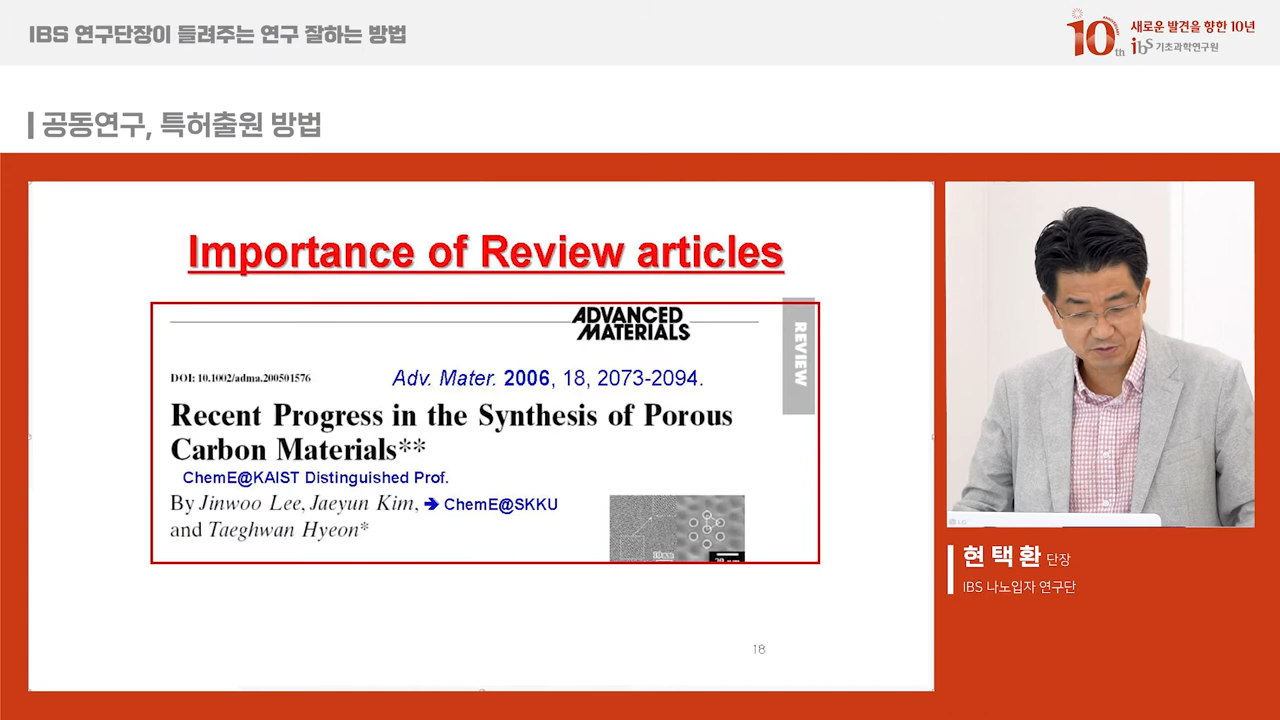 IBS 연구단장이 들려주는 연구 잘하는 방법
10th
ANNIVERSARY
새로운 발견을 향한 10년
ibs 기초과학연구원
공동연구, 특허출원 방법
Importance of Review articles
ADVANCED
MATERIALS
REVIEW
DOI: 10.1002/adma.200501576
Adv. Mater. 2006, 18, 2073-2094.
Recent Progress in the Synthesis of Porous
Carbon Materials**
ChemE@KAIST Distinguished Prof.
By Jinwoo Lee, Jaeyun Kim, ➔ ChemE@SKKU
and Taeghwan Hyeon*
18
LG
현택환 단장
IBS 나노입자 연구단